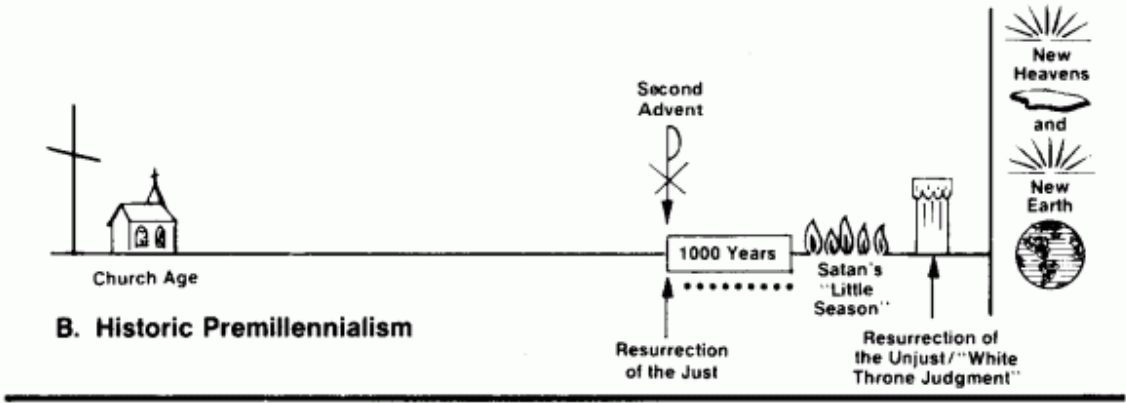 New
Heavens
and
New
Earth
Second
Advent
1000 Years
Satan's
"Little
Season"
Church Age
B. Historic Premillennialism
Resurrection
of the Just
Resurrection of
the Unjust/"White
Throne Judgment"